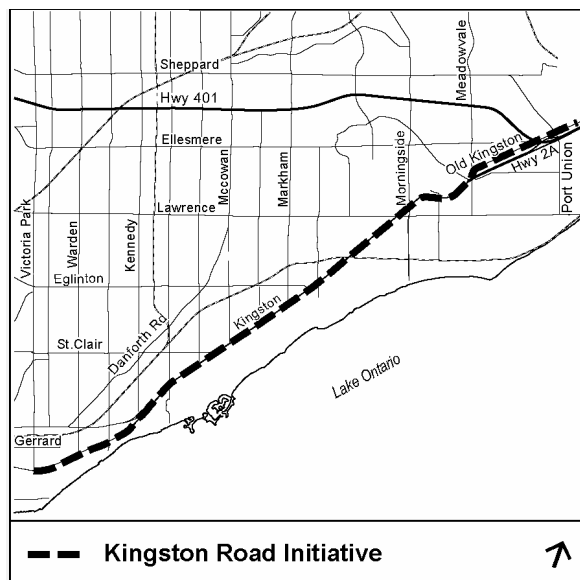 Sheppard
Meadowvale
Hwy 401
Ellesmere
Old Kingston
Hwy 2A
Port Union
Mccowan
Markham
Morningside
Lawrence
Victoria Park
Warden
Kennedy
Eglinton
Kingston
St.Clair
Danforth Rd
Lake Ontario
Gerrard
Kingston Road Initiative